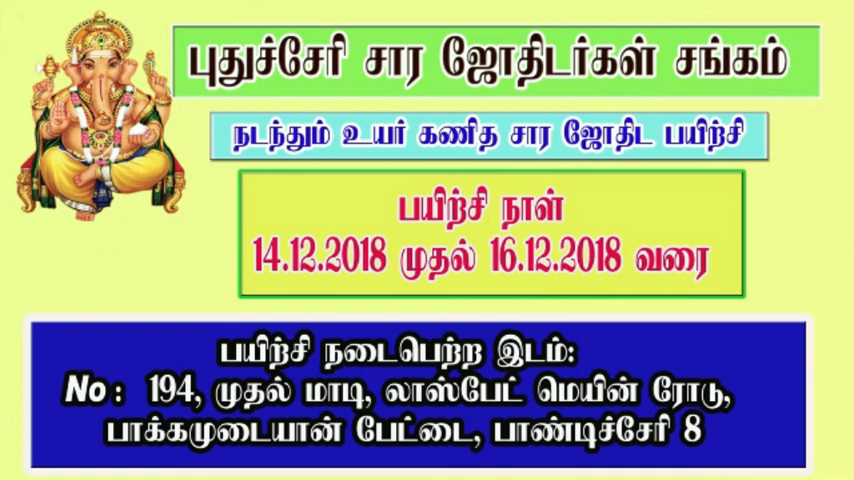 புதுச்சேரி சார ஜோதிடர்கள் சங்கம்
நடந்தும் உயர் கணித சார ஜோதிட பயிற்சி
பயிற்சி நாள்
14.12.2018 முதல் 16.12.2018 வரை
பயிற்சி நடைபெற்ற இடம்:
No : 194, முதல் மாடி, லாஸ்பேட் மெயின் ரோடு,
பாக்கமுடையான் பேட்டை, பாண்டிச்சேரி 8